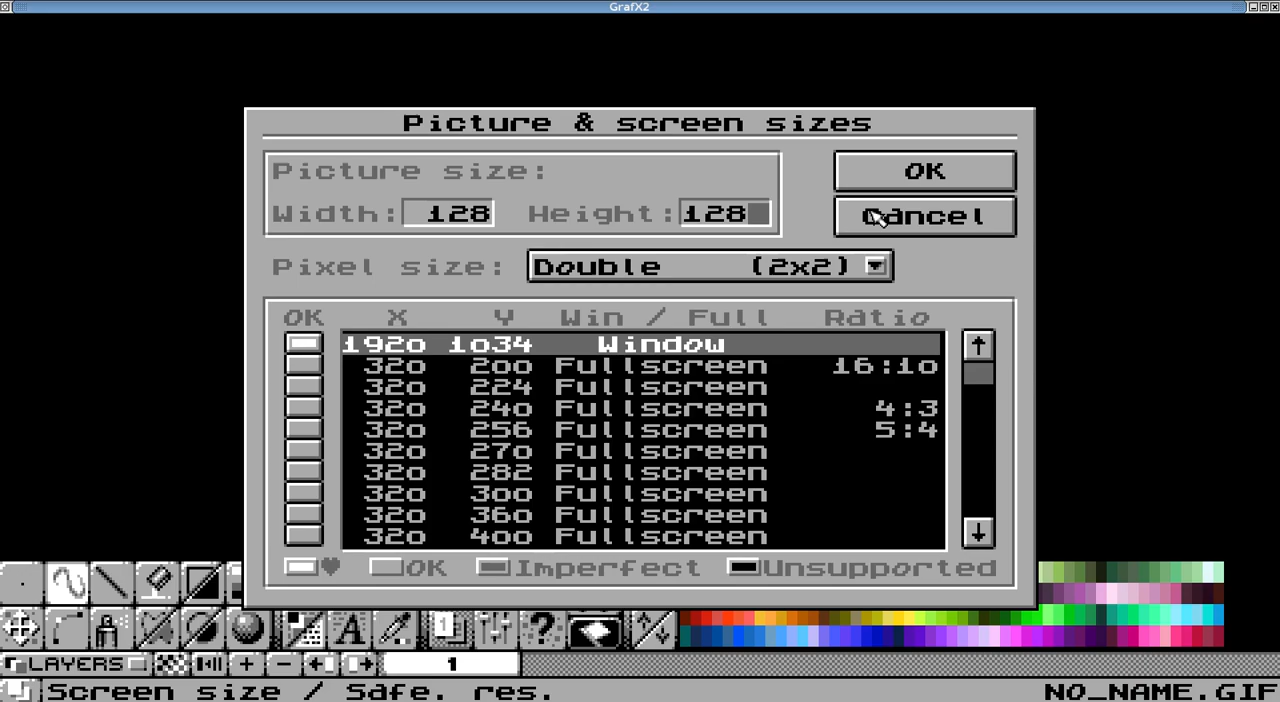 GrafX2
Picture & screen sizes
Picture size:
OK
Width: 128 Height: 128
Cancel
Pixel size: Double (2x2)
OK X Y Win / Full Ratio
1920 1034 Window
320 200 Fullscreen 16:10
320 224 Fullscreen
320 240 Fullscreen 4:3
320 256 Fullscreen 5:4
320 270 Fullscreen
320 282 Fullscreen
320 300 Fullscreen
320 360 Fullscreen
320 400 Fullscreen
OK Imperfect Unsupported
LAYERS 1
Screen size / Safe. res. NO_NAME.GIF